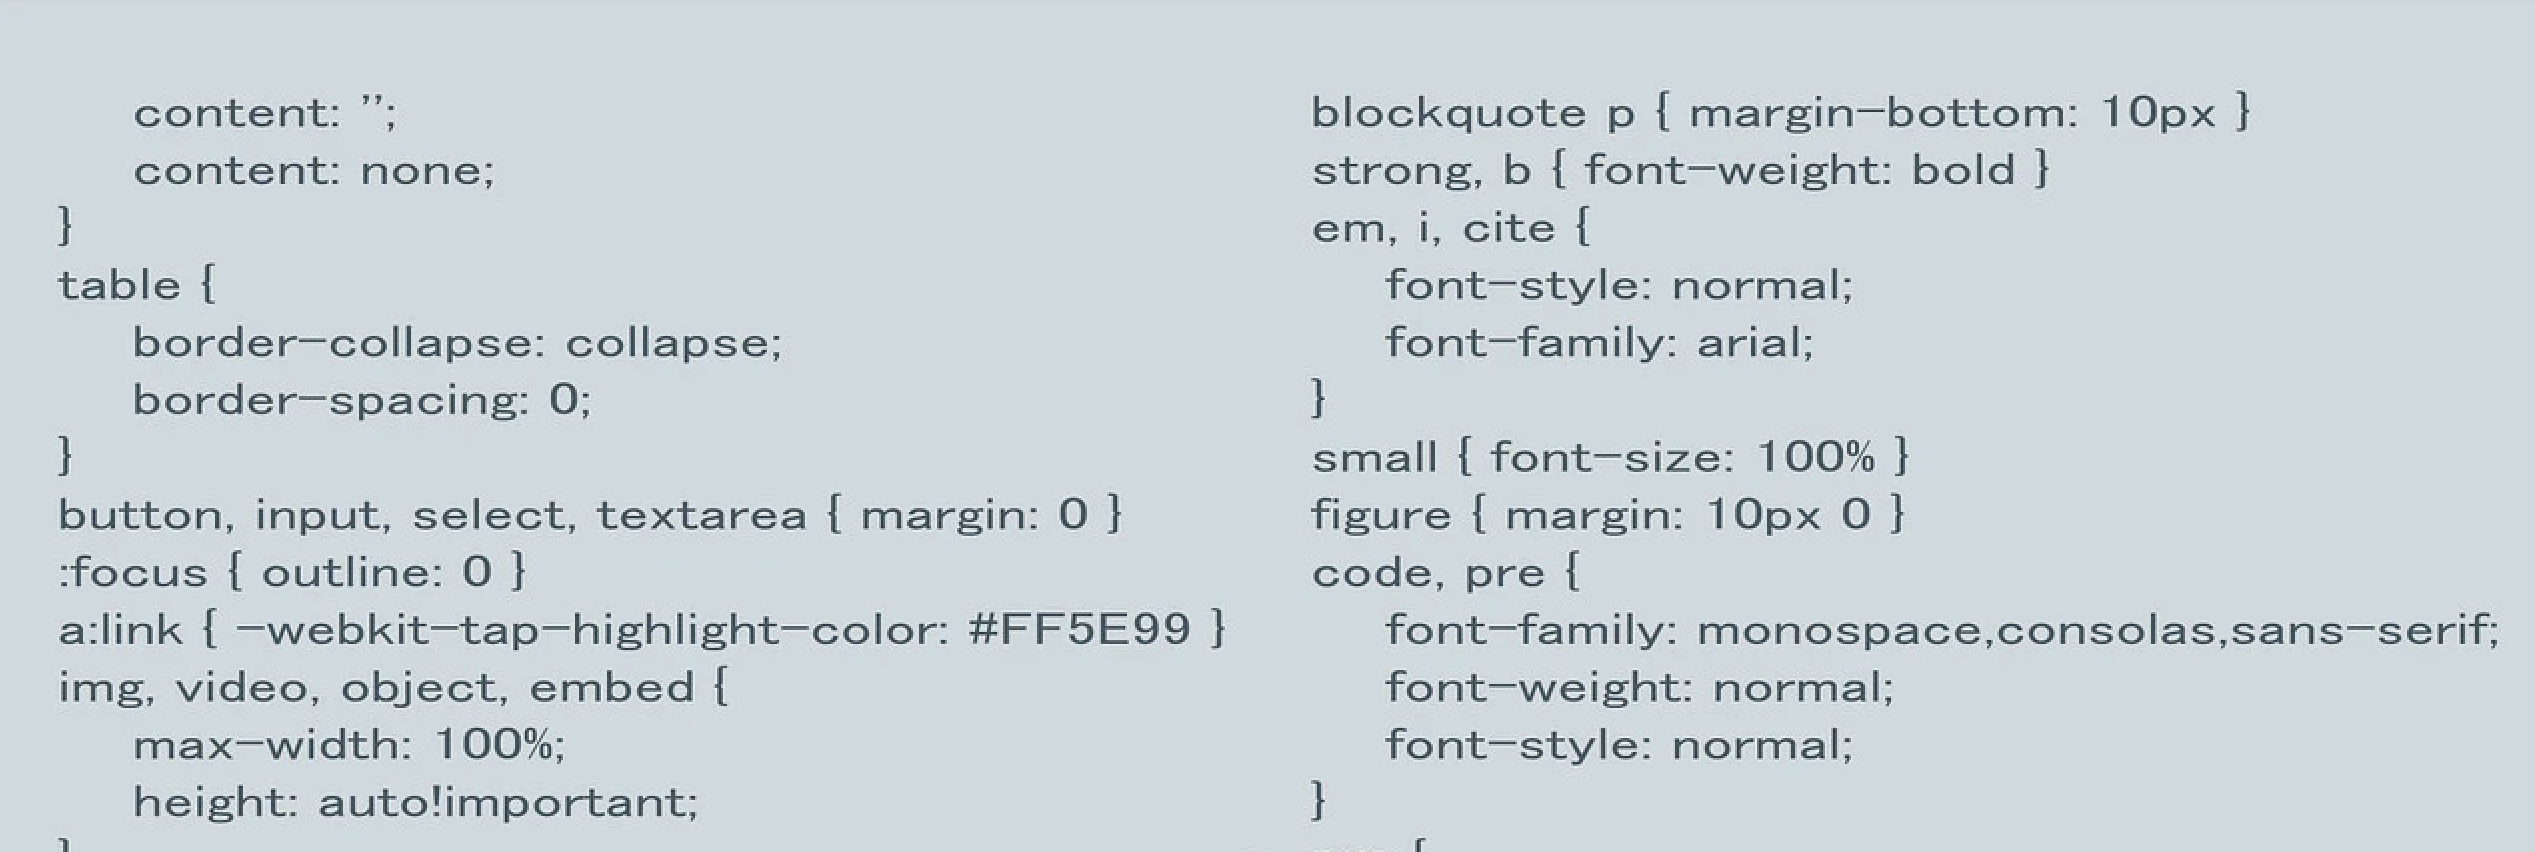 content: '';
content: none;
}
table {
border-collapse: collapse;
border-spacing: 0;
}
button, input, select, textarea { margin: 0 }
:focus { outline: 0 }
a:link { -webkit-tap-highlight-color: #FF5E99 }
img, video, object, embed {
max-width: 100%;
height: auto!important;
}
blockquote p { margin-bottom: 10px }
strong, b { font-weight: bold }
em, i, cite {
font-style: normal;
font-family: arial;
}
small { font-size: 100% }
figure { margin: 10px 0 }
code, pre {
font-family: monospace,consolas,sans-serif;
font-weight: normal;
font-style: normal;
}
{